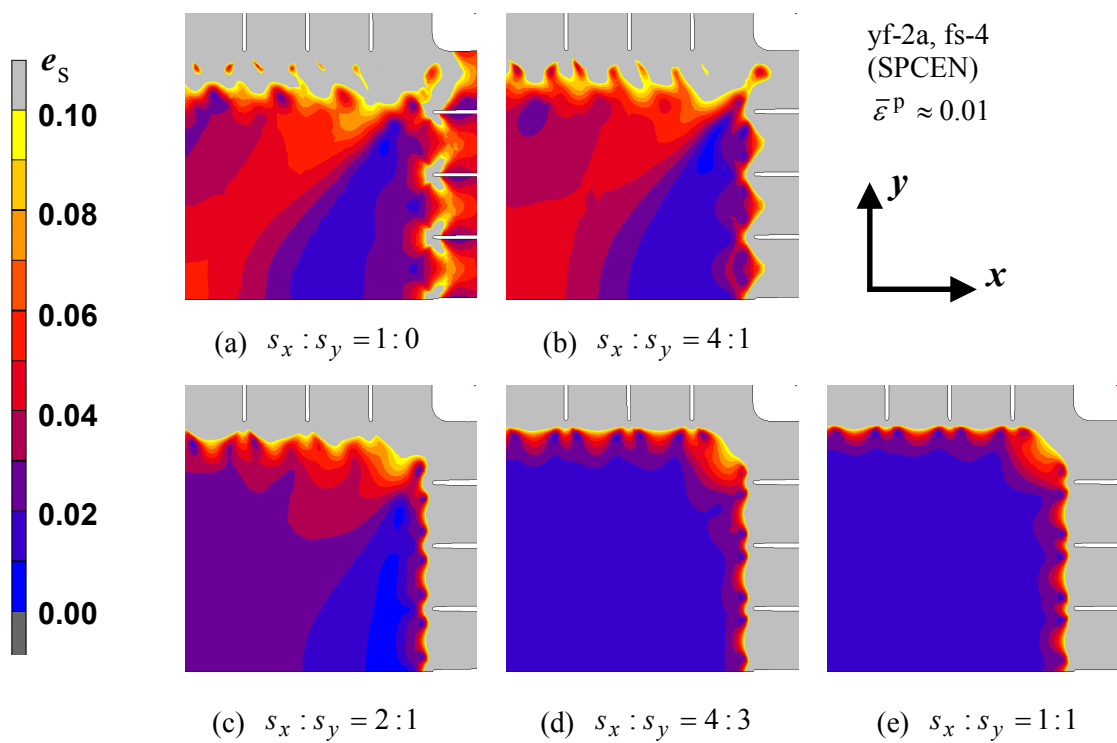 e_S
0.10
0.08
0.06
0.04
0.02
0.00
yf-2a, fs-4
(SPCEN)
ε̄ᵖ ≈ 0.01
y
x
(a) s_x : s_y = 1 : 0
(b) s_x : s_y = 4 : 1
(c) s_x : s_y = 2 : 1
(d) s_x : s_y = 4 : 3
(e) s_x : s_y = 1 : 1